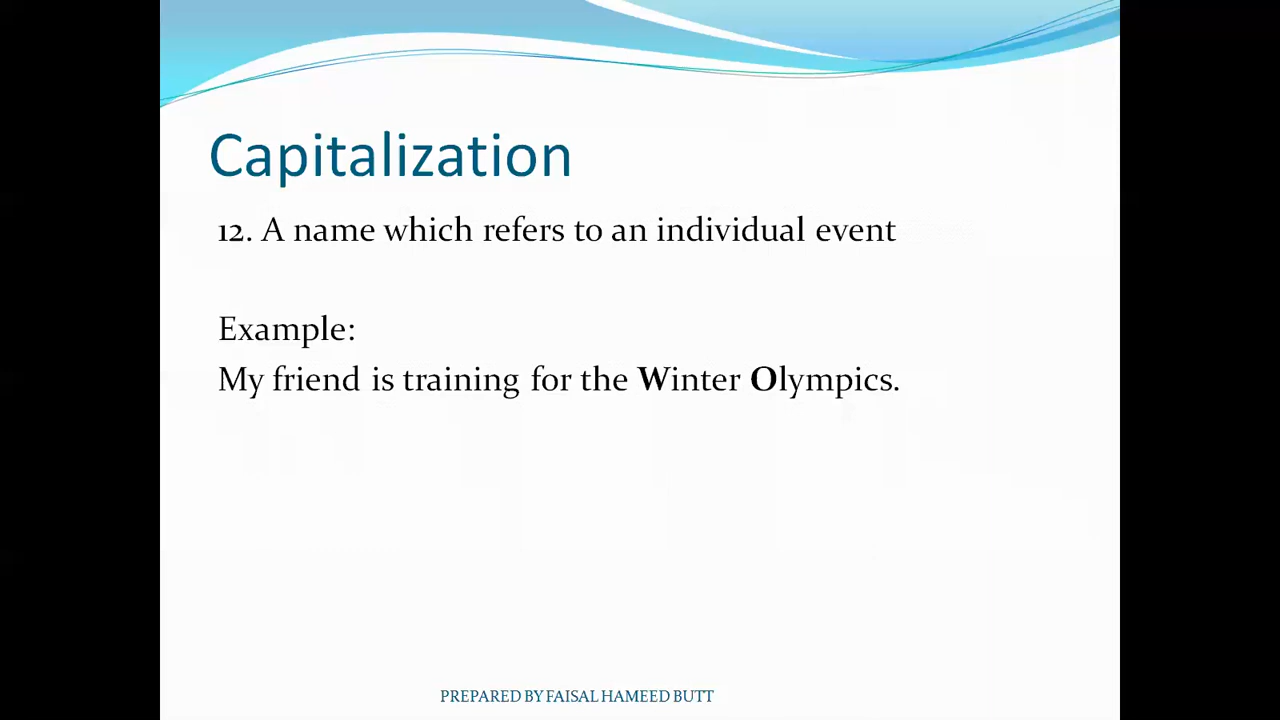 Capitalization
12. A name which refers to an individual event
Example:
My friend is training for the Winter Olympics.
PREPARED BY FAISAL HAMEED BUTT